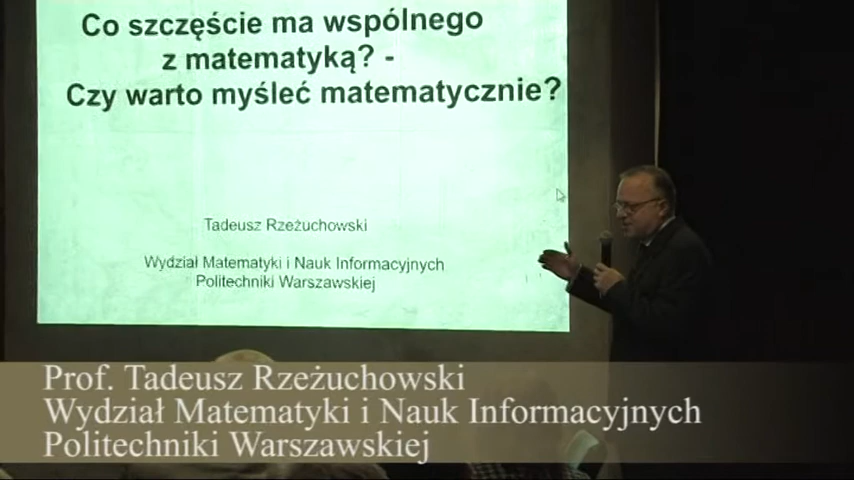 Co szczęście ma wspólnego
z matematyką? -
Czy warto myśleć matematycznie?
Tadeusz Rzeżuchowski
Wydział Matematyki i Nauk Informacyjnych
Politechniki Warszawskiej
Prof. Tadeusz Rzeżuchowski
Wydział Matematyki i Nauk Informacyjnych
Politechniki Warszawskiej